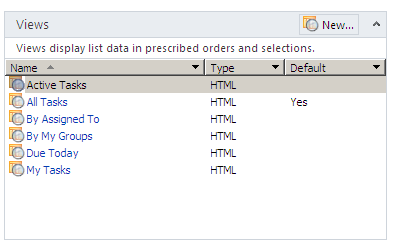 Views New...
Views display list data in prescribed orders and selections.
Name Type Default
Active Tasks HTML
All Tasks HTML Yes
By Assigned To HTML
By My Groups HTML
Due Today HTML
My Tasks HTML